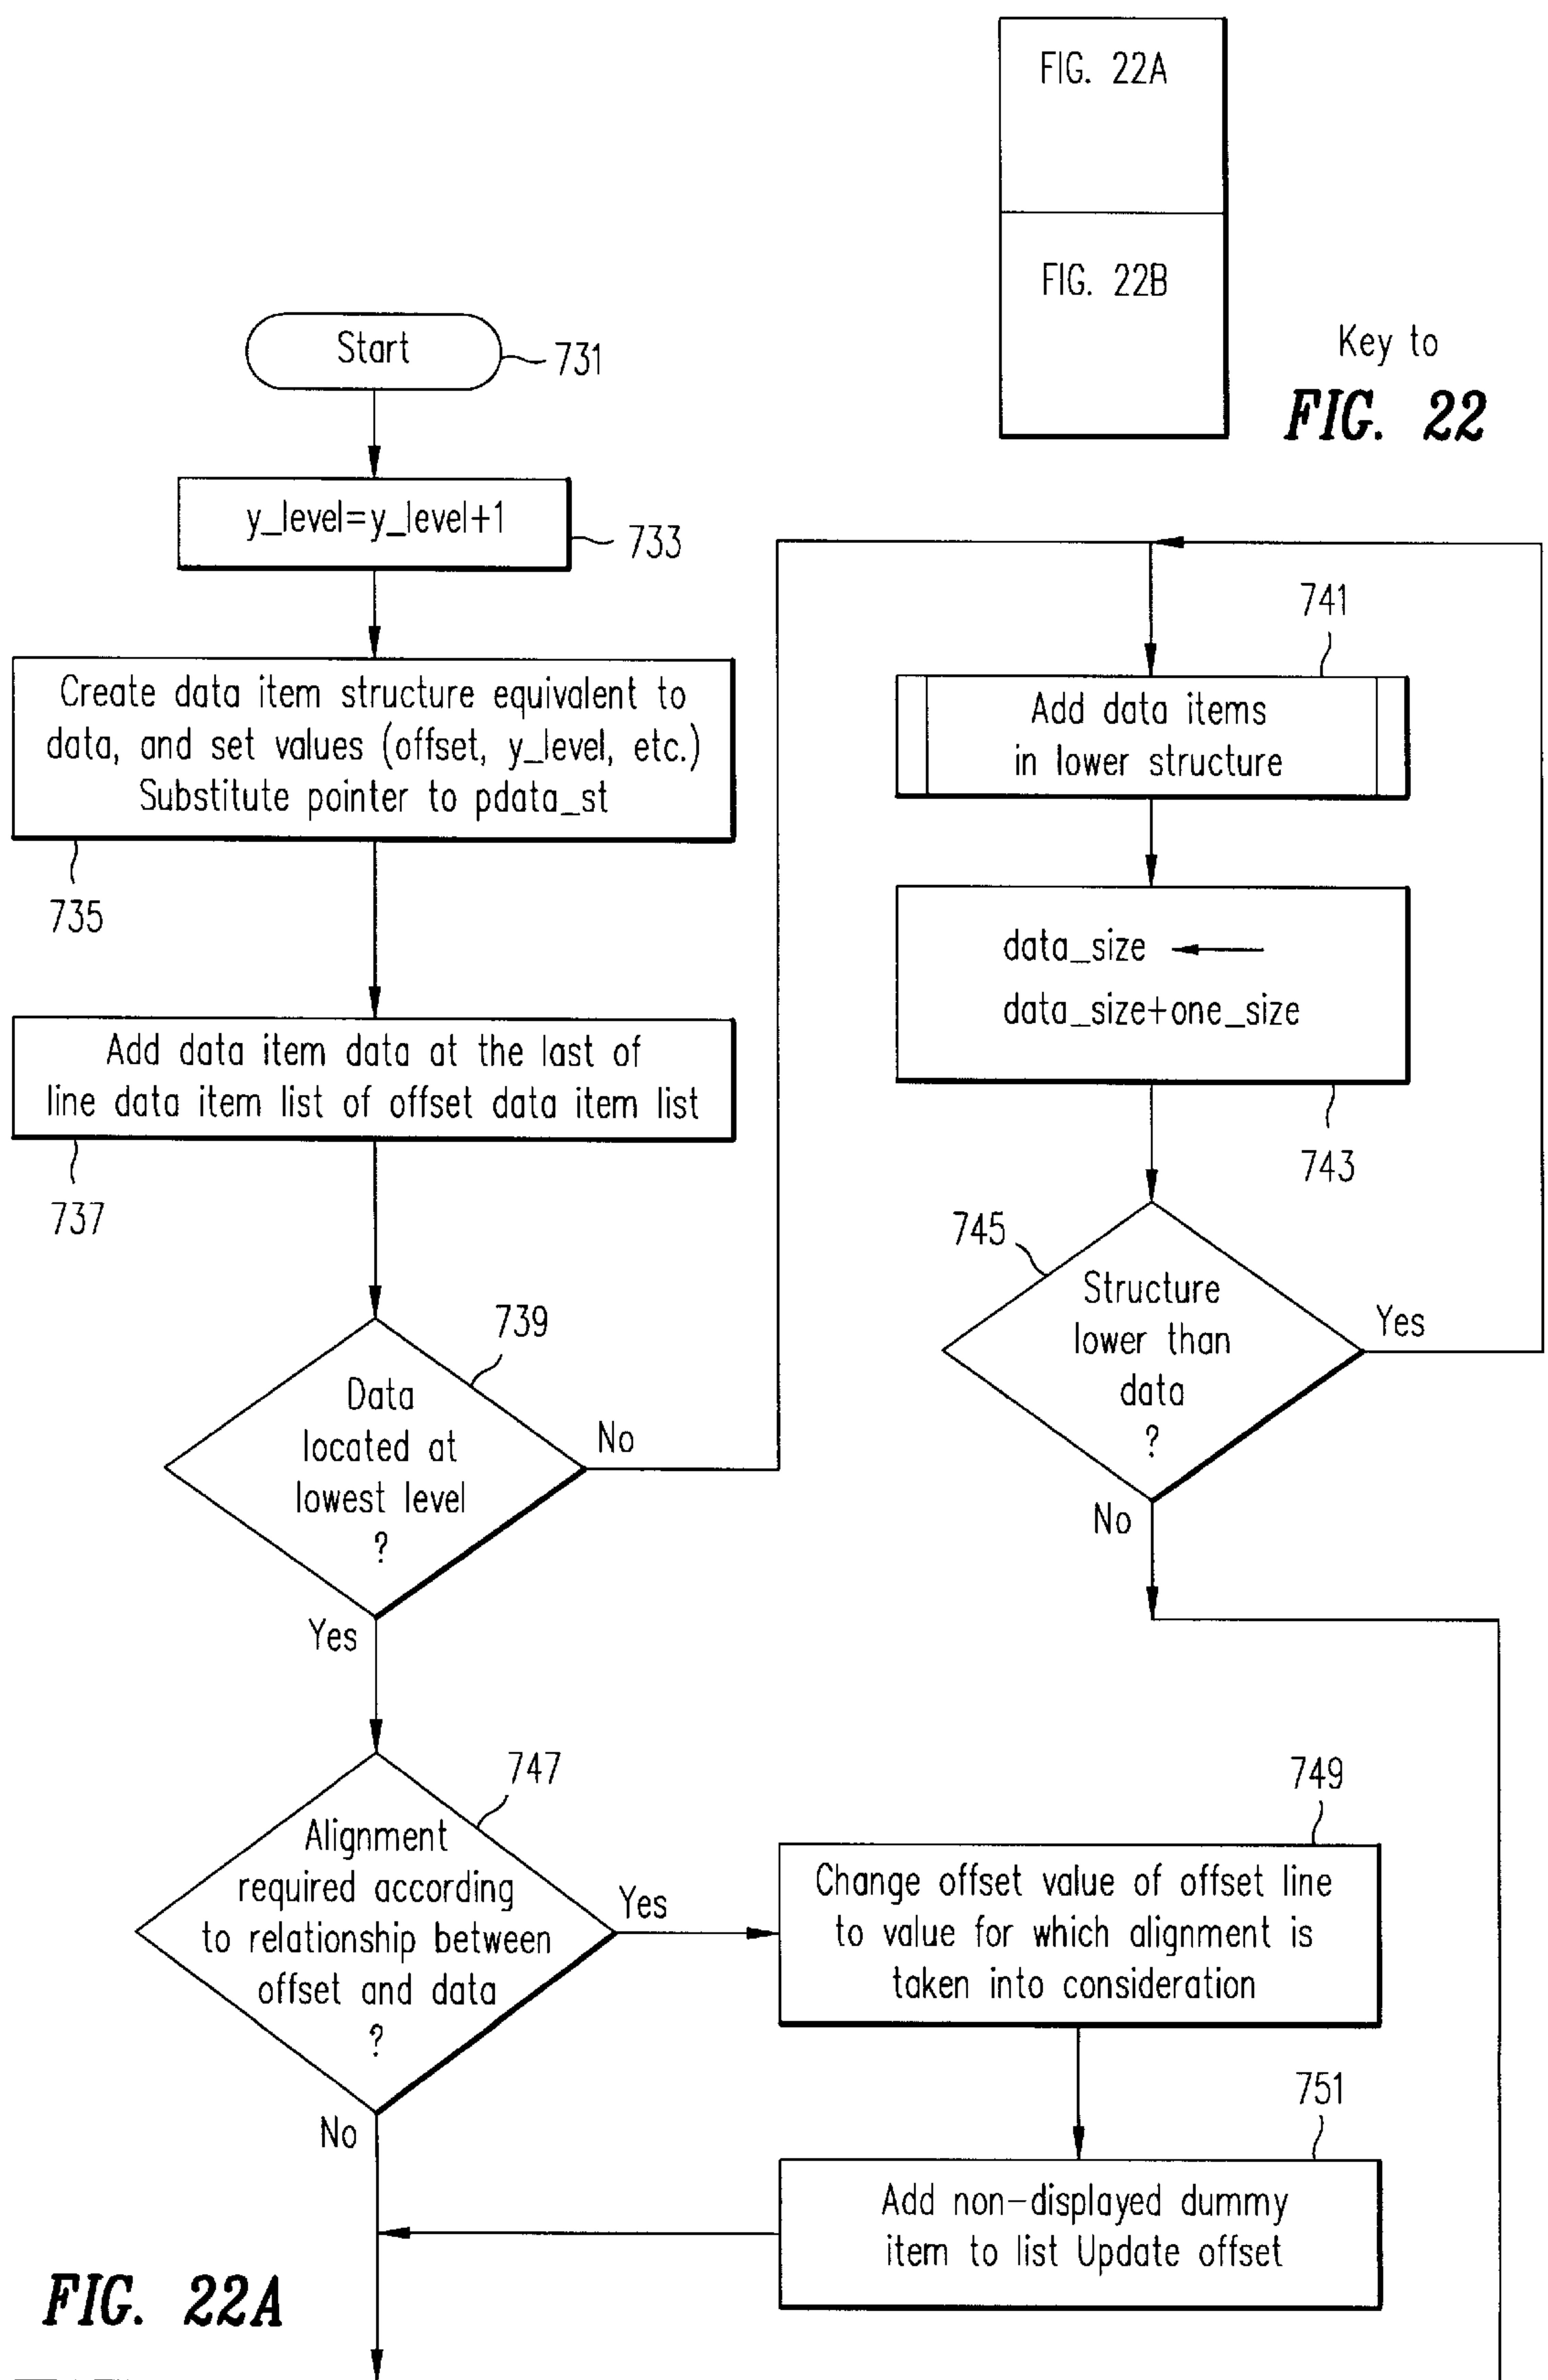 FIG. 22A
FIG. 22B
Key to
FIG. 22
Start
731
y_level=y_level+1
733
Create data item structure equivalent to
data, and set values (offset, y_level, etc.)
Substitute pointer to pdata_st
735
Add data item data at the last of
line data item list of offset data item list
737
739
Data
located at
lowest level
?
No
Yes
741
Add data items
in lower structure
data_size ←
data_size+one_size
743
745
Structure
lower than
data
?
Yes
No
747
Alignment
required according
to relationship between
offset and data
?
Yes
No
749
Change offset value of offset line
to value for which alignment is
taken into consideration
751
Add non-displayed dummy
item to list Update offset
FIG. 22A